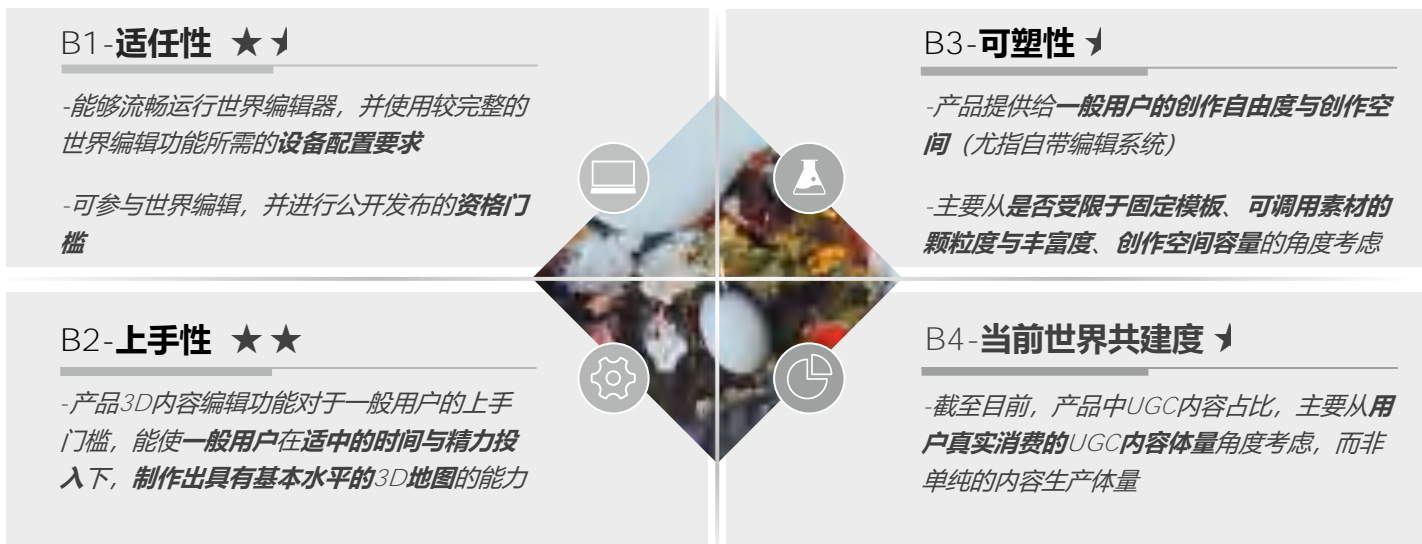 B1-适任性 ★⯨
-能够流畅运行世界编辑器，并使用较完整的
世界编辑功能所需的设备配置要求
-可参与世界编辑，并进行公开发布的资格门
槛
B2-上手性 ★★
-产品3D内容编辑功能对于一般用户的上手
门槛，能使一般用户在适中的时间与精力投
入下，制作出具有基本水平的3D地图的能力
B3-可塑性 ⯨
-产品提供给一般用户的创作自由度与创作空
间（尤指自带编辑系统）
-主要从是否受限于固定模板、可调用素材的
颗粒度与丰富度、创作空间容量的角度考虑
B4-当前世界共建度 ⯨
-截至目前，产品中UGC内容占比，主要从用
户真实消费的UGC内容体量角度考虑，而非
单纯的内容生产体量